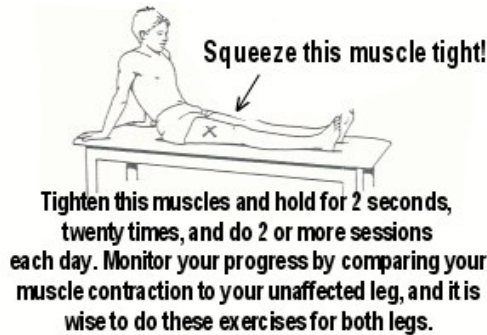 Squeeze this muscle tight!
Tighten this muscles and hold for 2 seconds,
twenty times, and do 2 or more sessions
each day. Monitor your progress by comparing your
muscle contraction to your unaffected leg, and it is
wise to do these exercises for both legs.